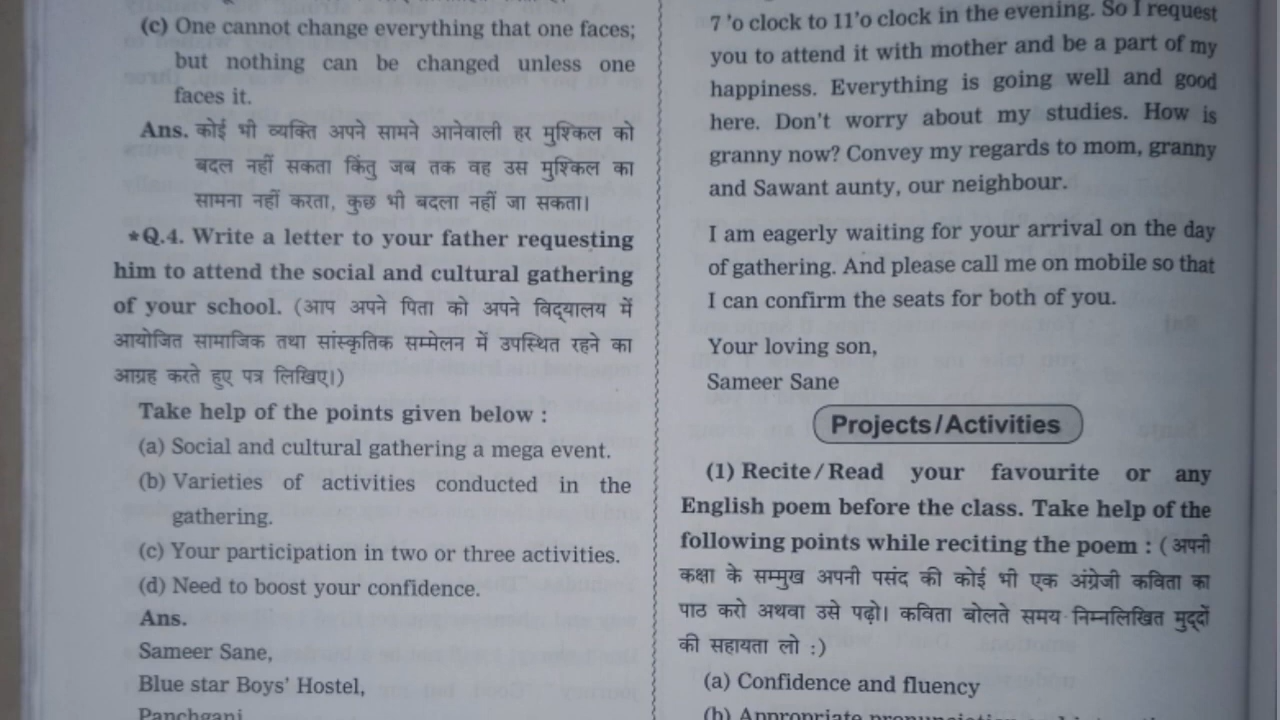 (c) One cannot change everything that one faces;
but nothing can be changed unless one
faces it.
Ans. कोई भी व्यक्ति अपने सामने आनेवाली हर मुश्किल को
बदल नहीं सकता किंतु जब तक वह उस मुश्किल का
सामना नहीं करता, कुछ भी बदला नहीं जा सकता।
*Q.4. Write a letter to your father requesting
him to attend the social and cultural gathering
of your school. (आप अपने पिता को अपने विद्यालय में
आयोजित सामाजिक तथा सांस्कृतिक सम्मेलन में उपस्थित रहने का
आग्रह करते हुए पत्र लिखिए।)
Take help of the points given below :
(a) Social and cultural gathering a mega event.
(b) Varieties of activities conducted in the
gathering.
(c) Your participation in two or three activities.
(d) Need to boost your confidence.
Ans.
Sameer Sane,
Blue star Boys' Hostel,
Panchgani
7 'o clock to 11'o clock in the evening. So I request
you to attend it with mother and be a part of my
happiness. Everything is going well and good
here. Don't worry about my studies. How is
granny now? Convey my regards to mom, granny
and Sawant aunty, our neighbour.
I am eagerly waiting for your arrival on the day
of gathering. And please call me on mobile so that
I can confirm the seats for both of you.
Your loving son,
Sameer Sane
Projects/Activities
(1) Recite/Read your favourite or any
English poem before the class. Take help of the
following points while reciting the poem : (अपनी
कक्षा के सम्मुख अपनी पसंद की कोई भी एक अंग्रेजी कविता का
पाठ करो अथवा उसे पढ़ो। कविता बोलते समय निम्नलिखित मुद्दों
की सहायता लो :)
(a) Confidence and fluency
(b) Appropriate pronunciation